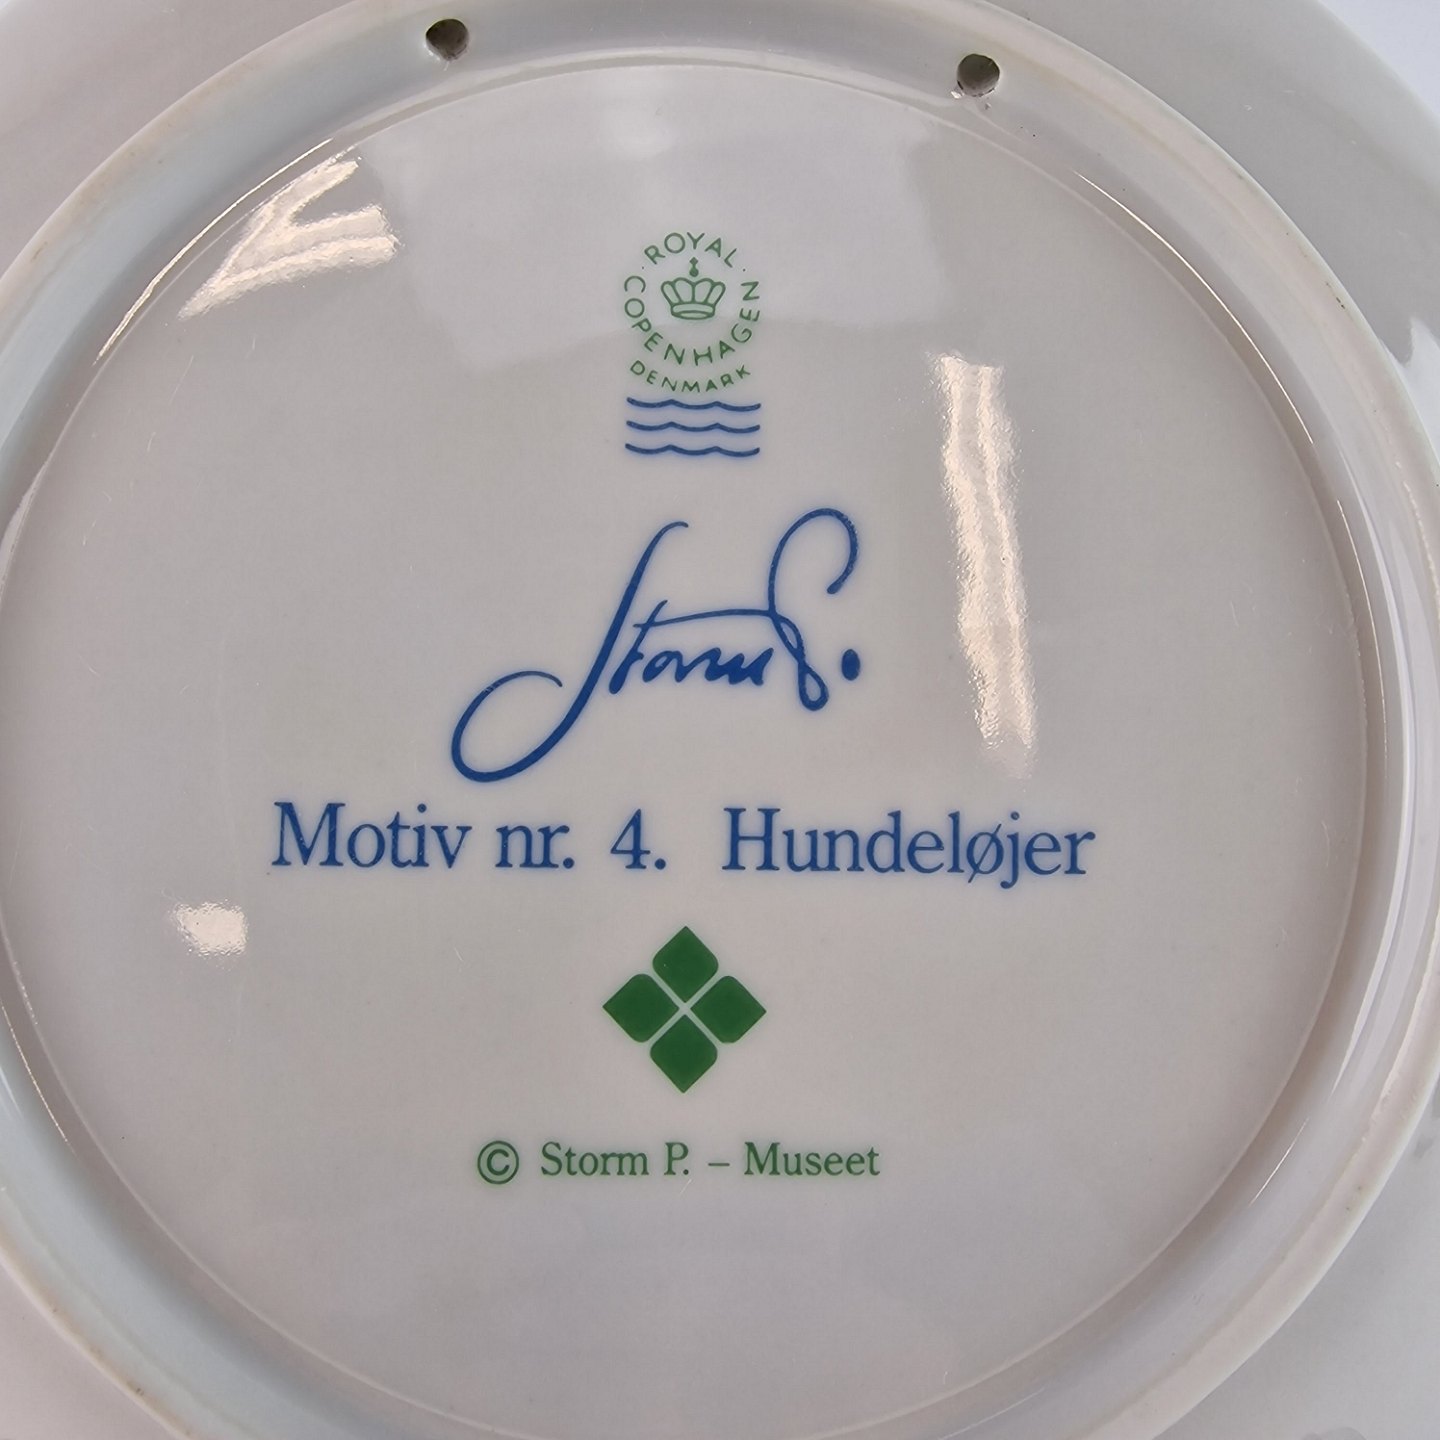 ROYAL
COPENHAGEN
DENMARK
Storm P.
Motiv nr. 4. Hundeløjer
© Storm P. – Museet